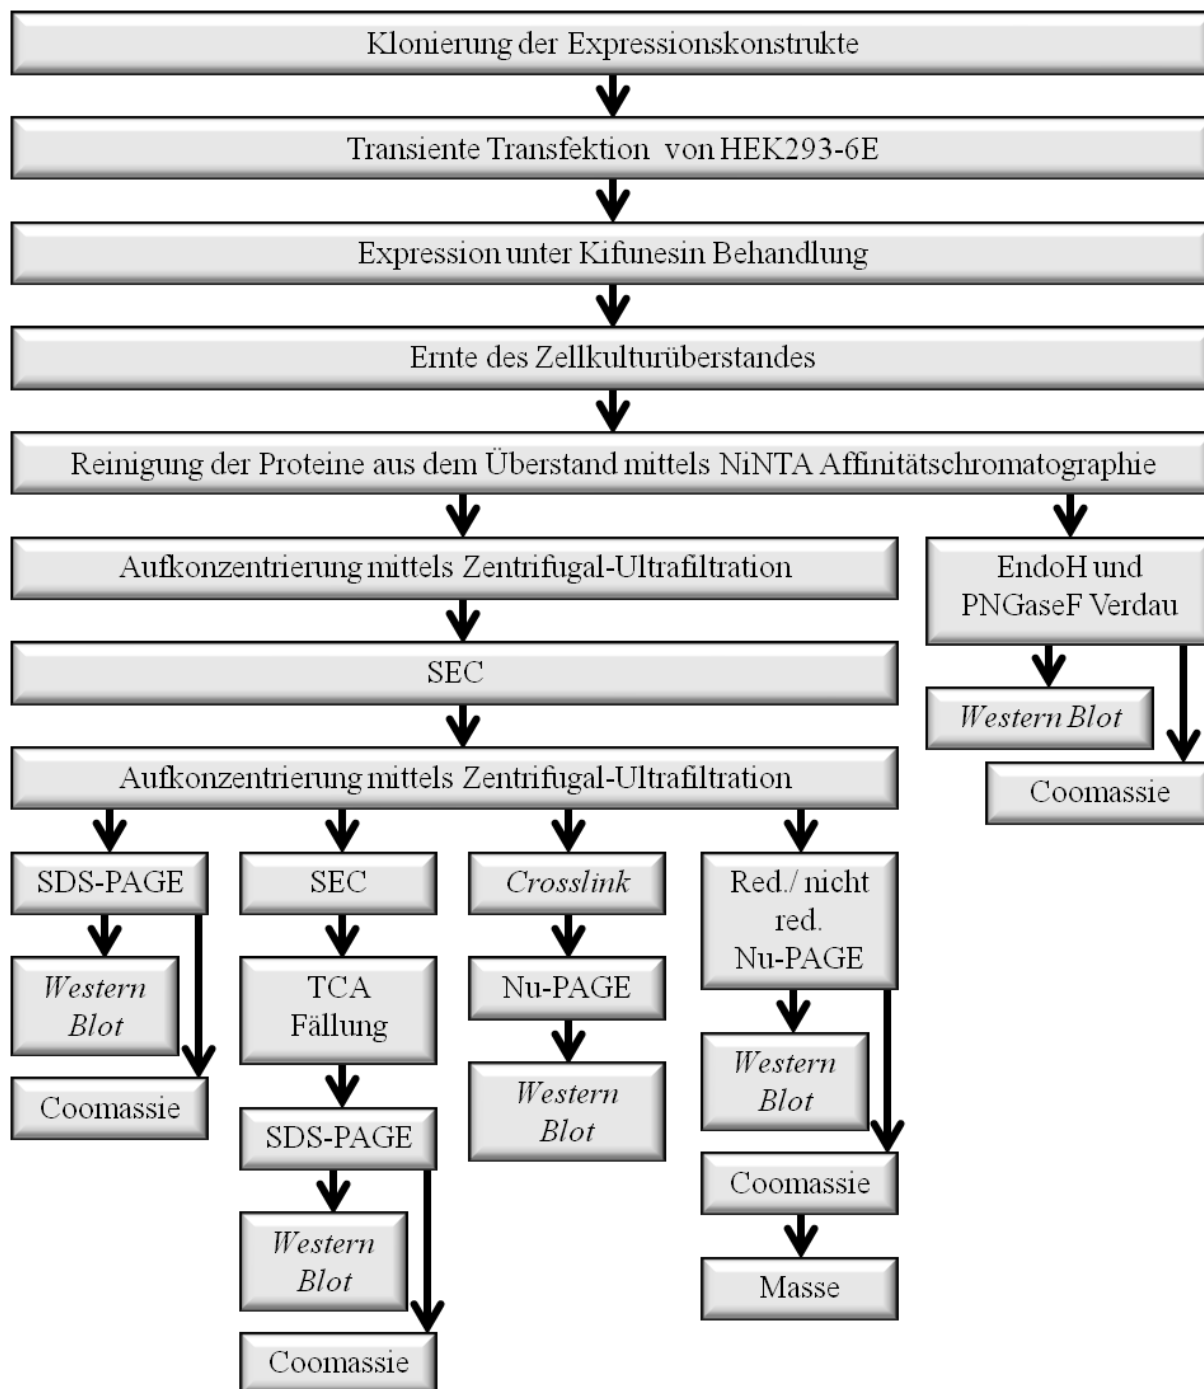 Klonierung der Expressionskonstrukte
Transiente Transfektion von HEK293-6E
Expression unter Kifunesin Behandlung
Ernte des Zellkulturüberstandes
Reinigung der Proteine aus dem Überstand mittels NiNTA Affinitätschromatographie
Aufkonzentrierung mittels Zentrifugal-Ultrafiltration
SEC
Aufkonzentrierung mittels Zentrifugal-Ultrafiltration
EndoH und
PNGaseF Verdau
Western Blot
Coomassie
SDS-PAGE
Western
Blot
Coomassie
SEC
TCA
Fällung
SDS-PAGE
Western
Blot
Coomassie
Crosslink
Nu-PAGE
Western
Blot
Red./ nicht
red.
Nu-PAGE
Western
Blot
Coomassie
Masse